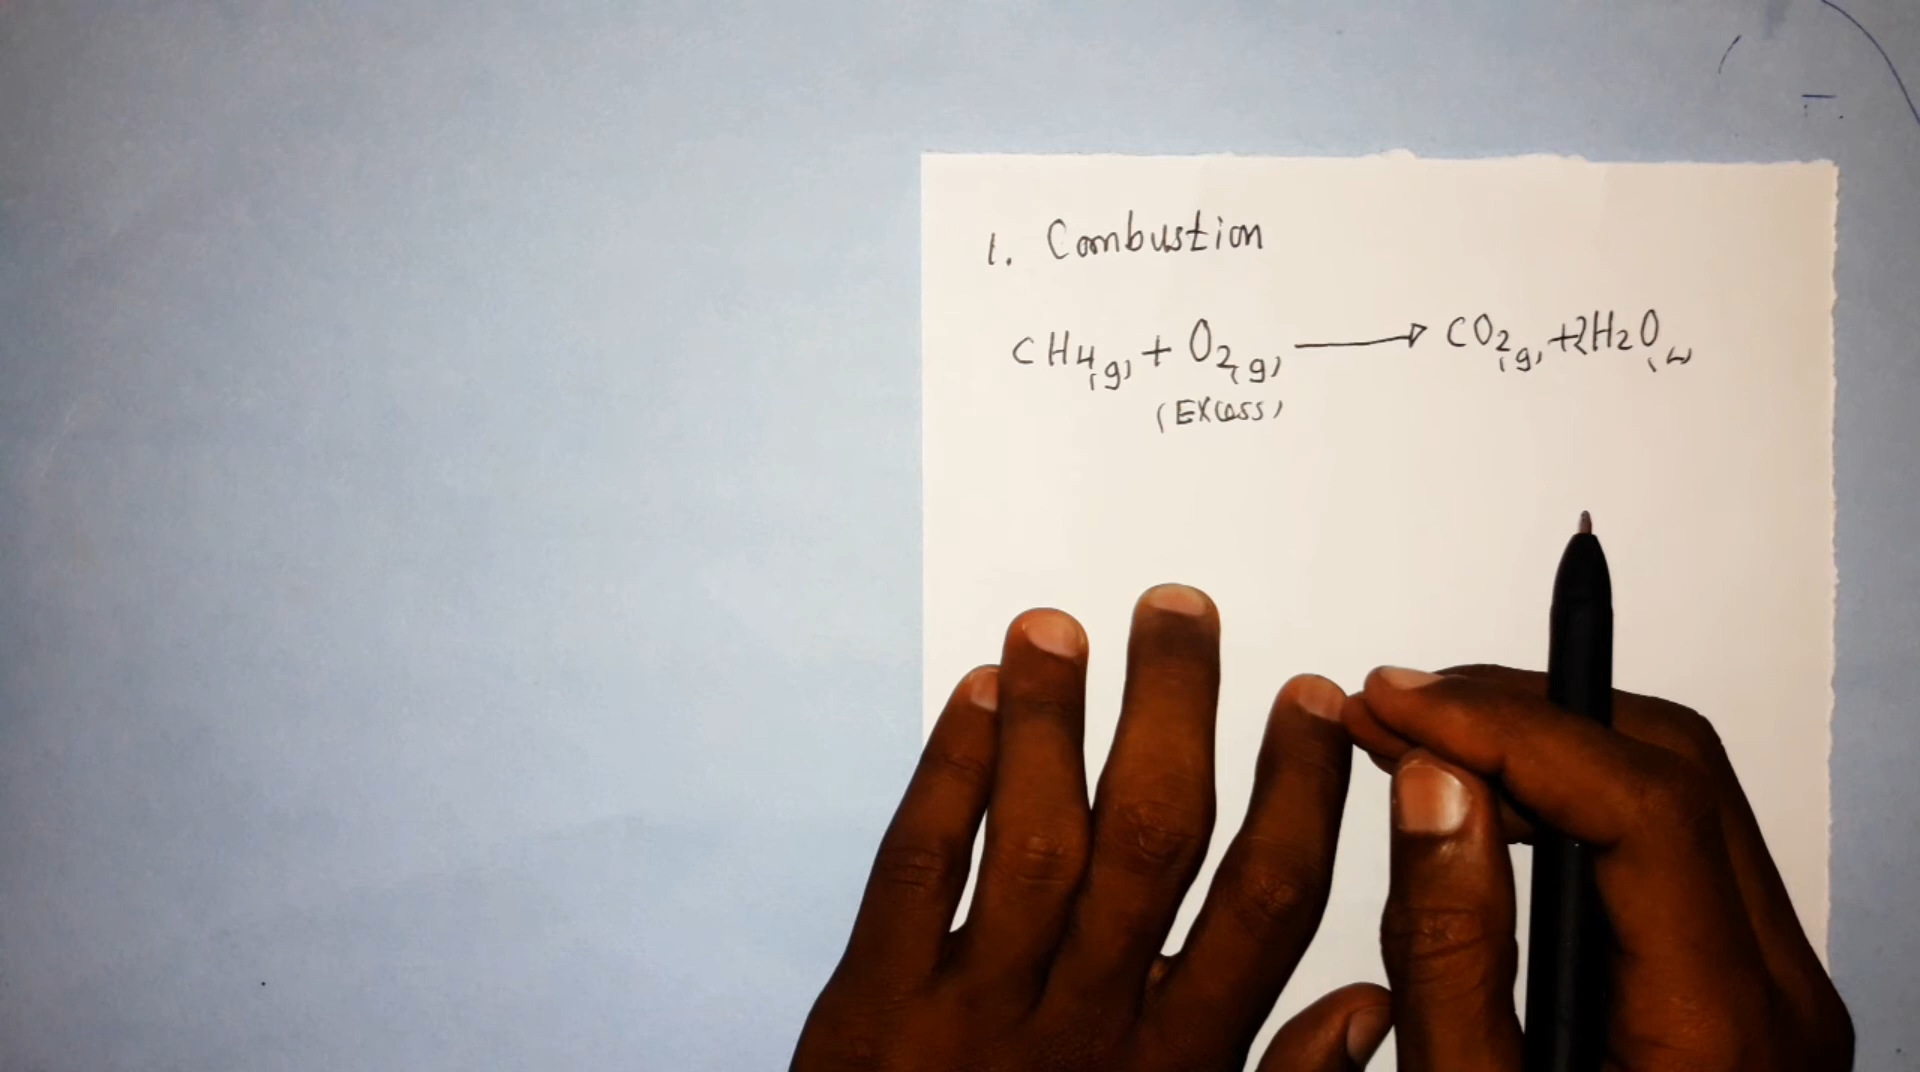 1. Combustion
CH4(g) + O2(g) → CO2(g) + 2H2O(l)
(Excess)